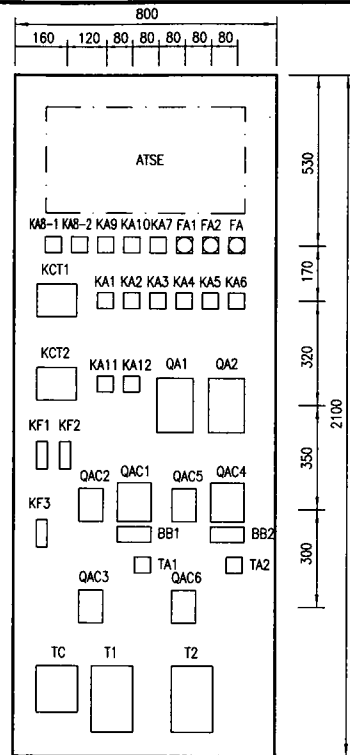 800
160 120 80 80 80 80 80
ATSE
530
KA8-1 KA8-2 KA9 KA10 KA7 FA1 FA2 FA
170
KCT1 KA1 KA2 KA3 KA4 KA5 KA6
320
KCT2 KA11 KA12 QA1 QA2
2100
KF1 KF2
350
QAC2 QAC1 QAC5 QAC4
KF3 BB1 BB2
300
TA1 TA2
QAC3 QAC6
TC T1 T2